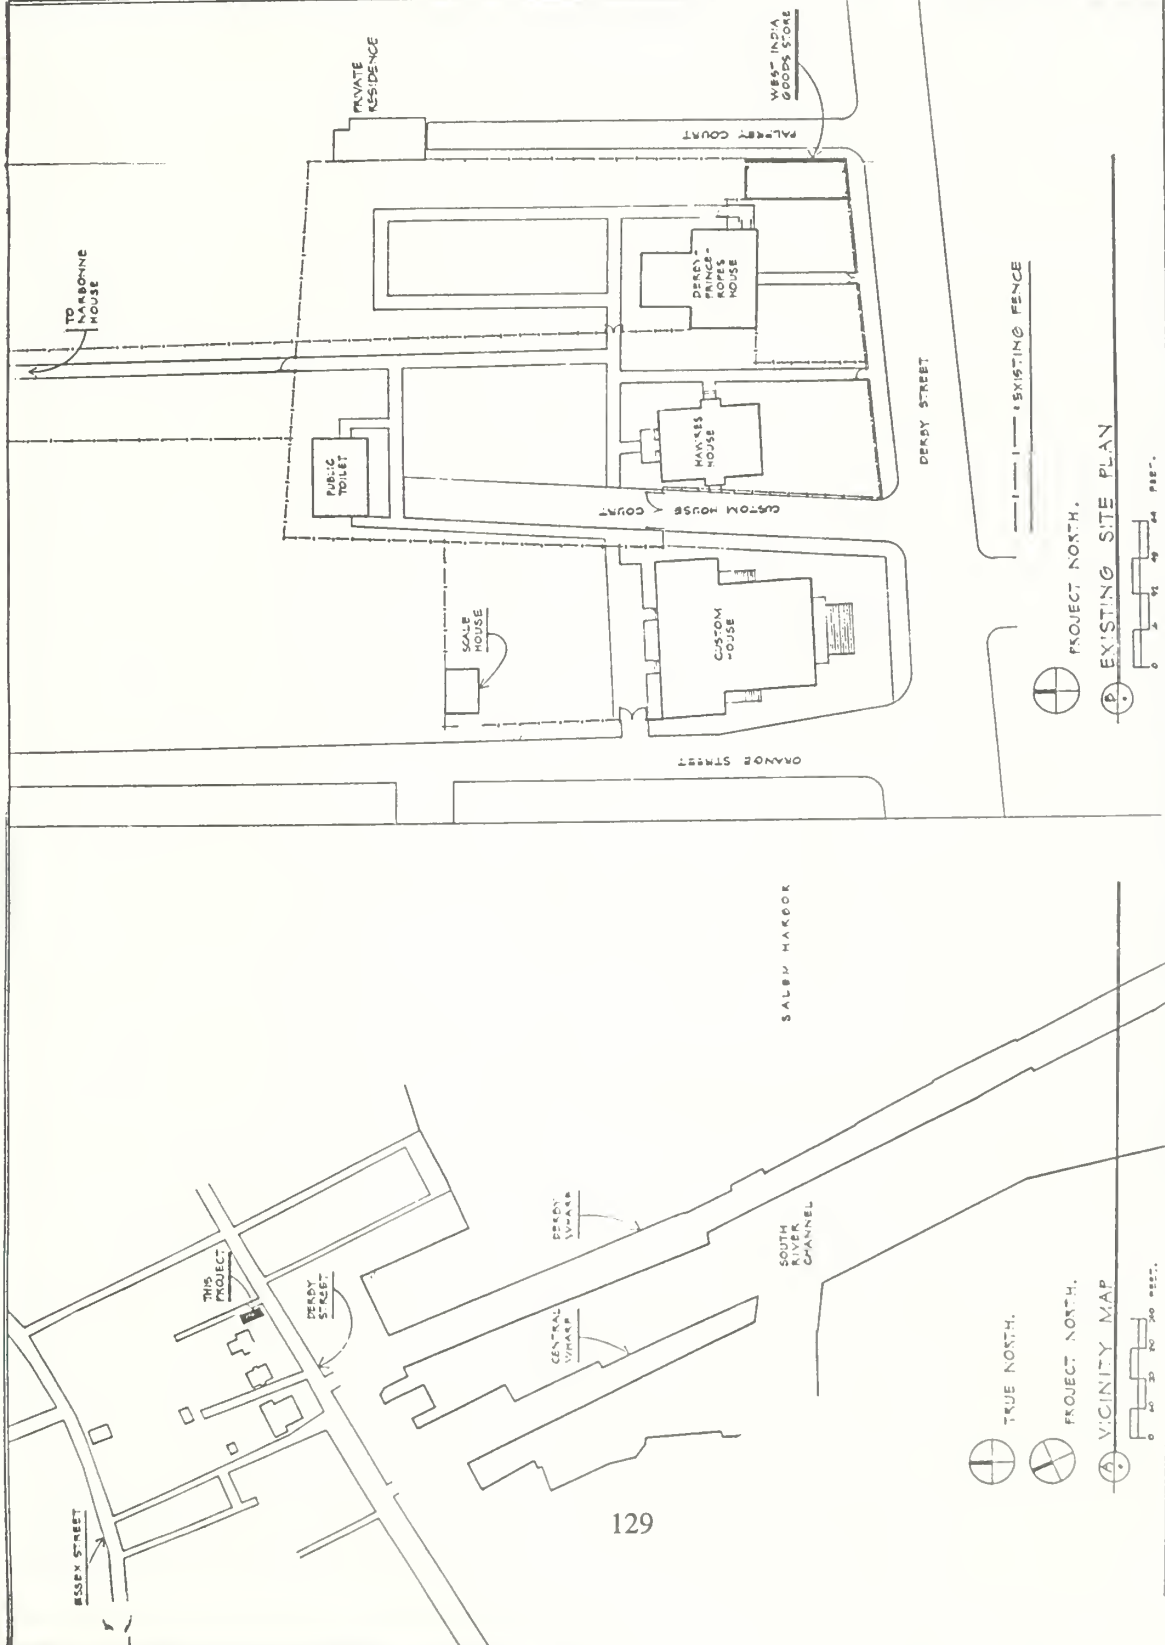 ESSEX STREET
THIS
PROJECT
DERBY
STREET
CENTRAL
WHARF
DERBY
WHARF
SOUTH
RIVER
CHANNEL
SALEM HARBOR
TRUE NORTH.
PROJECT NORTH.
A VICINITY MAP
FEET.
129
TO
NARBONNE
HOUSE
PRIVATE
RESIDENCE
WEST INDIA
GOODS STORE
PALFREY COURT
DERBY-
PRINCE-
ROPES
HOUSE
HAWKES
HOUSE
PUBLIC
TOILET
CUSTOM HOUSE COURT
SCALE
HOUSE
CUSTOM
HOUSE
ORANGE STREET
DERBY STREET
EXISTING FENCE
PROJECT NORTH.
EXISTING SITE PLAN
FEET.